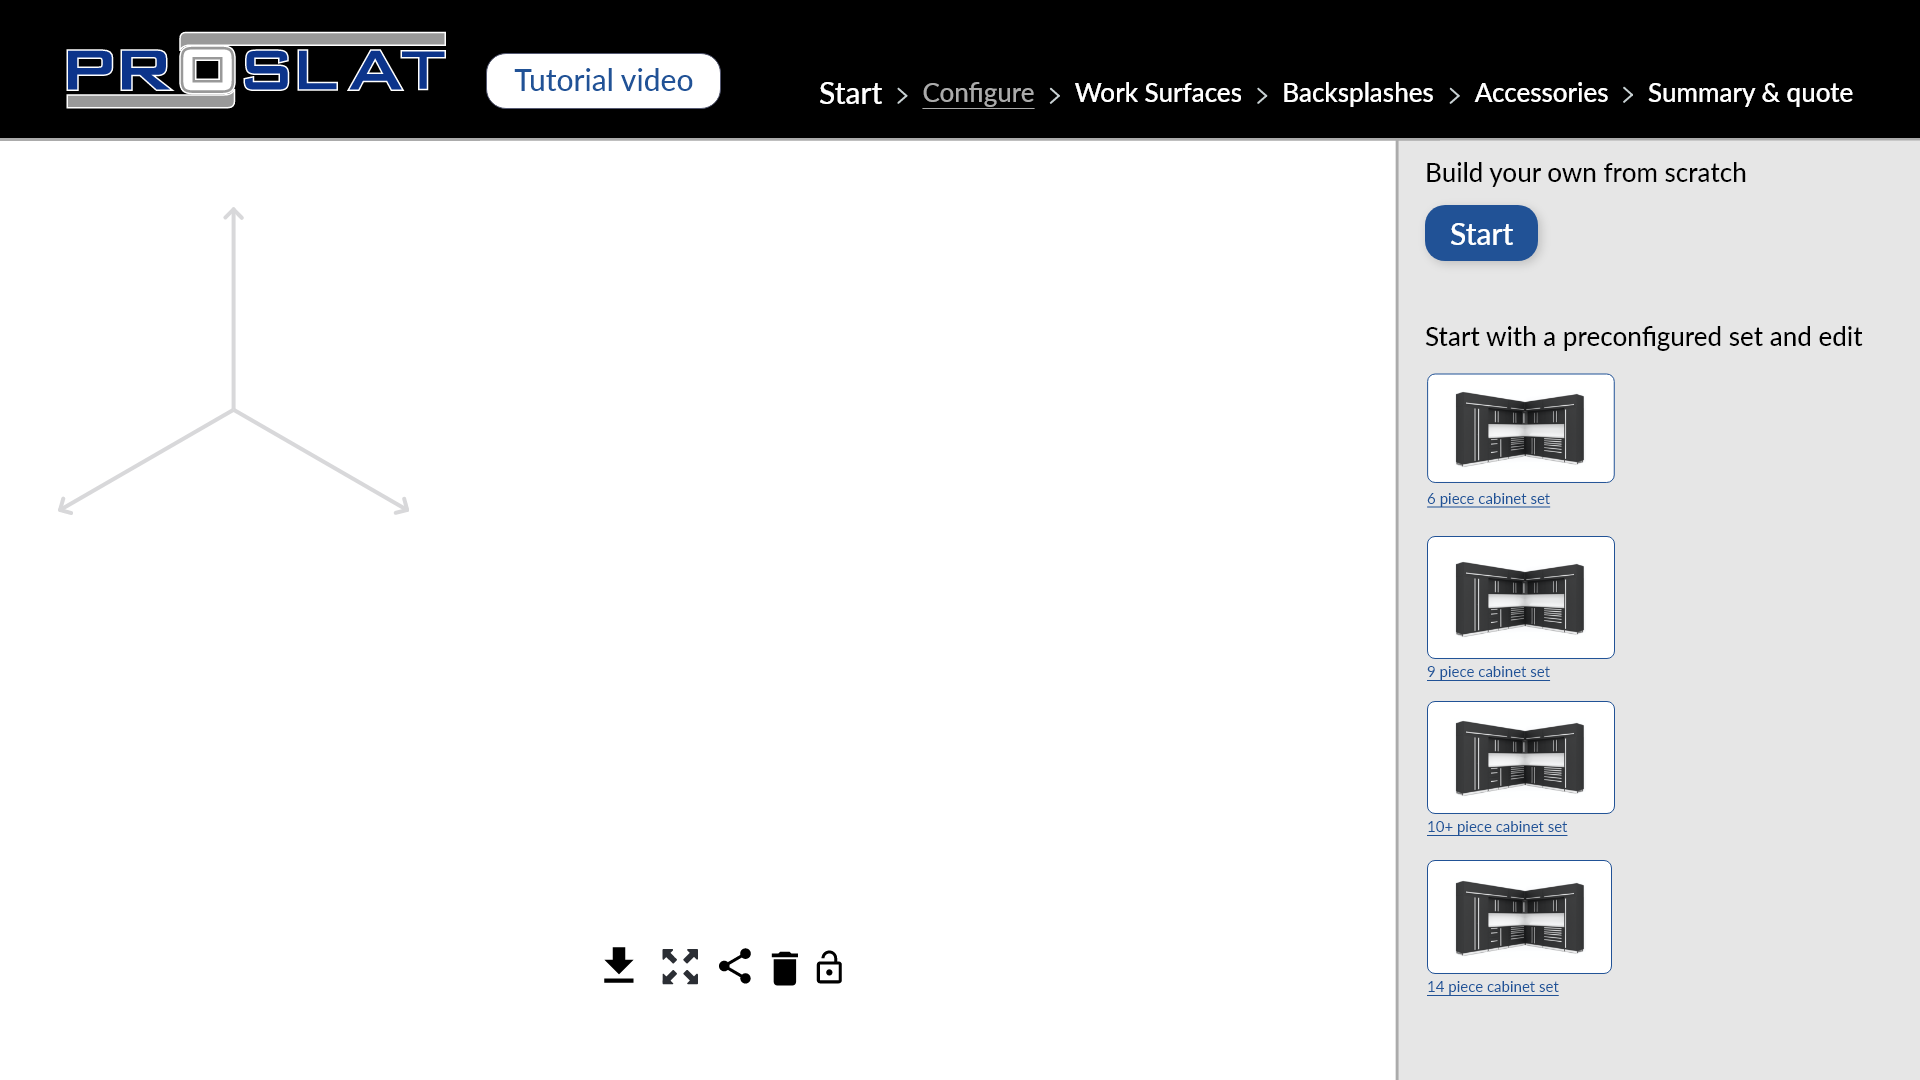 PROSLAT
Tutorial video
Start > Configure > Work Surfaces > Backsplashes > Accessories > Summary & quote
Build your own from scratch
Start
Start with a preconfigured set and edit
6 piece cabinet set
9 piece cabinet set
10+ piece cabinet set
14 piece cabinet set